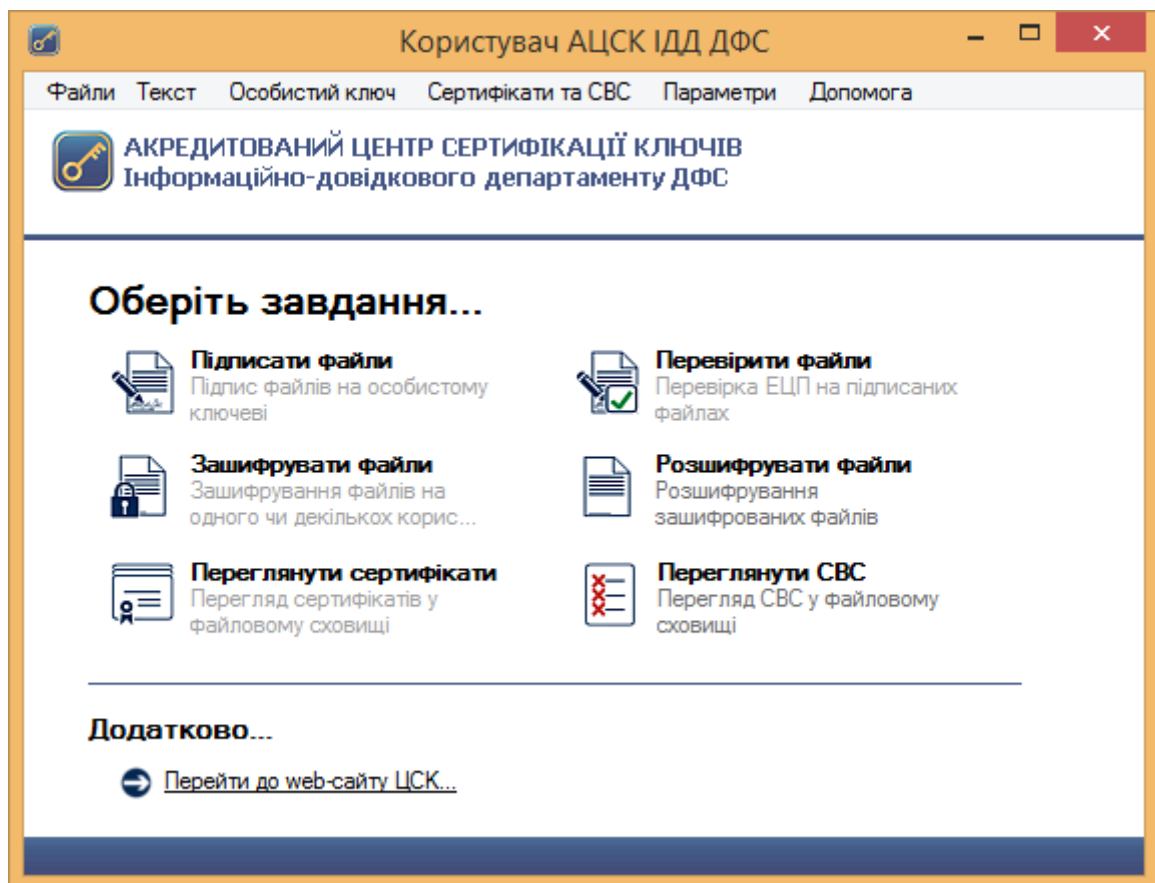 Користувач АЦСК ІДД ДФС
Файли Текст Особистий ключ Сертифікати та СВС Параметри Допомога
АКРЕДИТОВАНИЙ ЦЕНТР СЕРТИФІКАЦІЇ КЛЮЧІВ
Інформаційно-довідкового департаменту ДФС
Оберіть завдання...
Підписати файли
Підпис файлів на особистому
ключеві
Перевірити файли
Перевірка ЕЦП на підписаних
файлах
Зашифрувати файли
Зашифрування файлів на
одного чи декількох корис...
Розшифрувати файли
Розшифрування
зашифрованих файлів
Переглянути сертифікати
Перегляд сертифікатів у
файловому сховищі
Переглянути СВС
Перегляд СВС у файловому
сховищі
Додатково...
Перейти до web-сайту ЦСК...